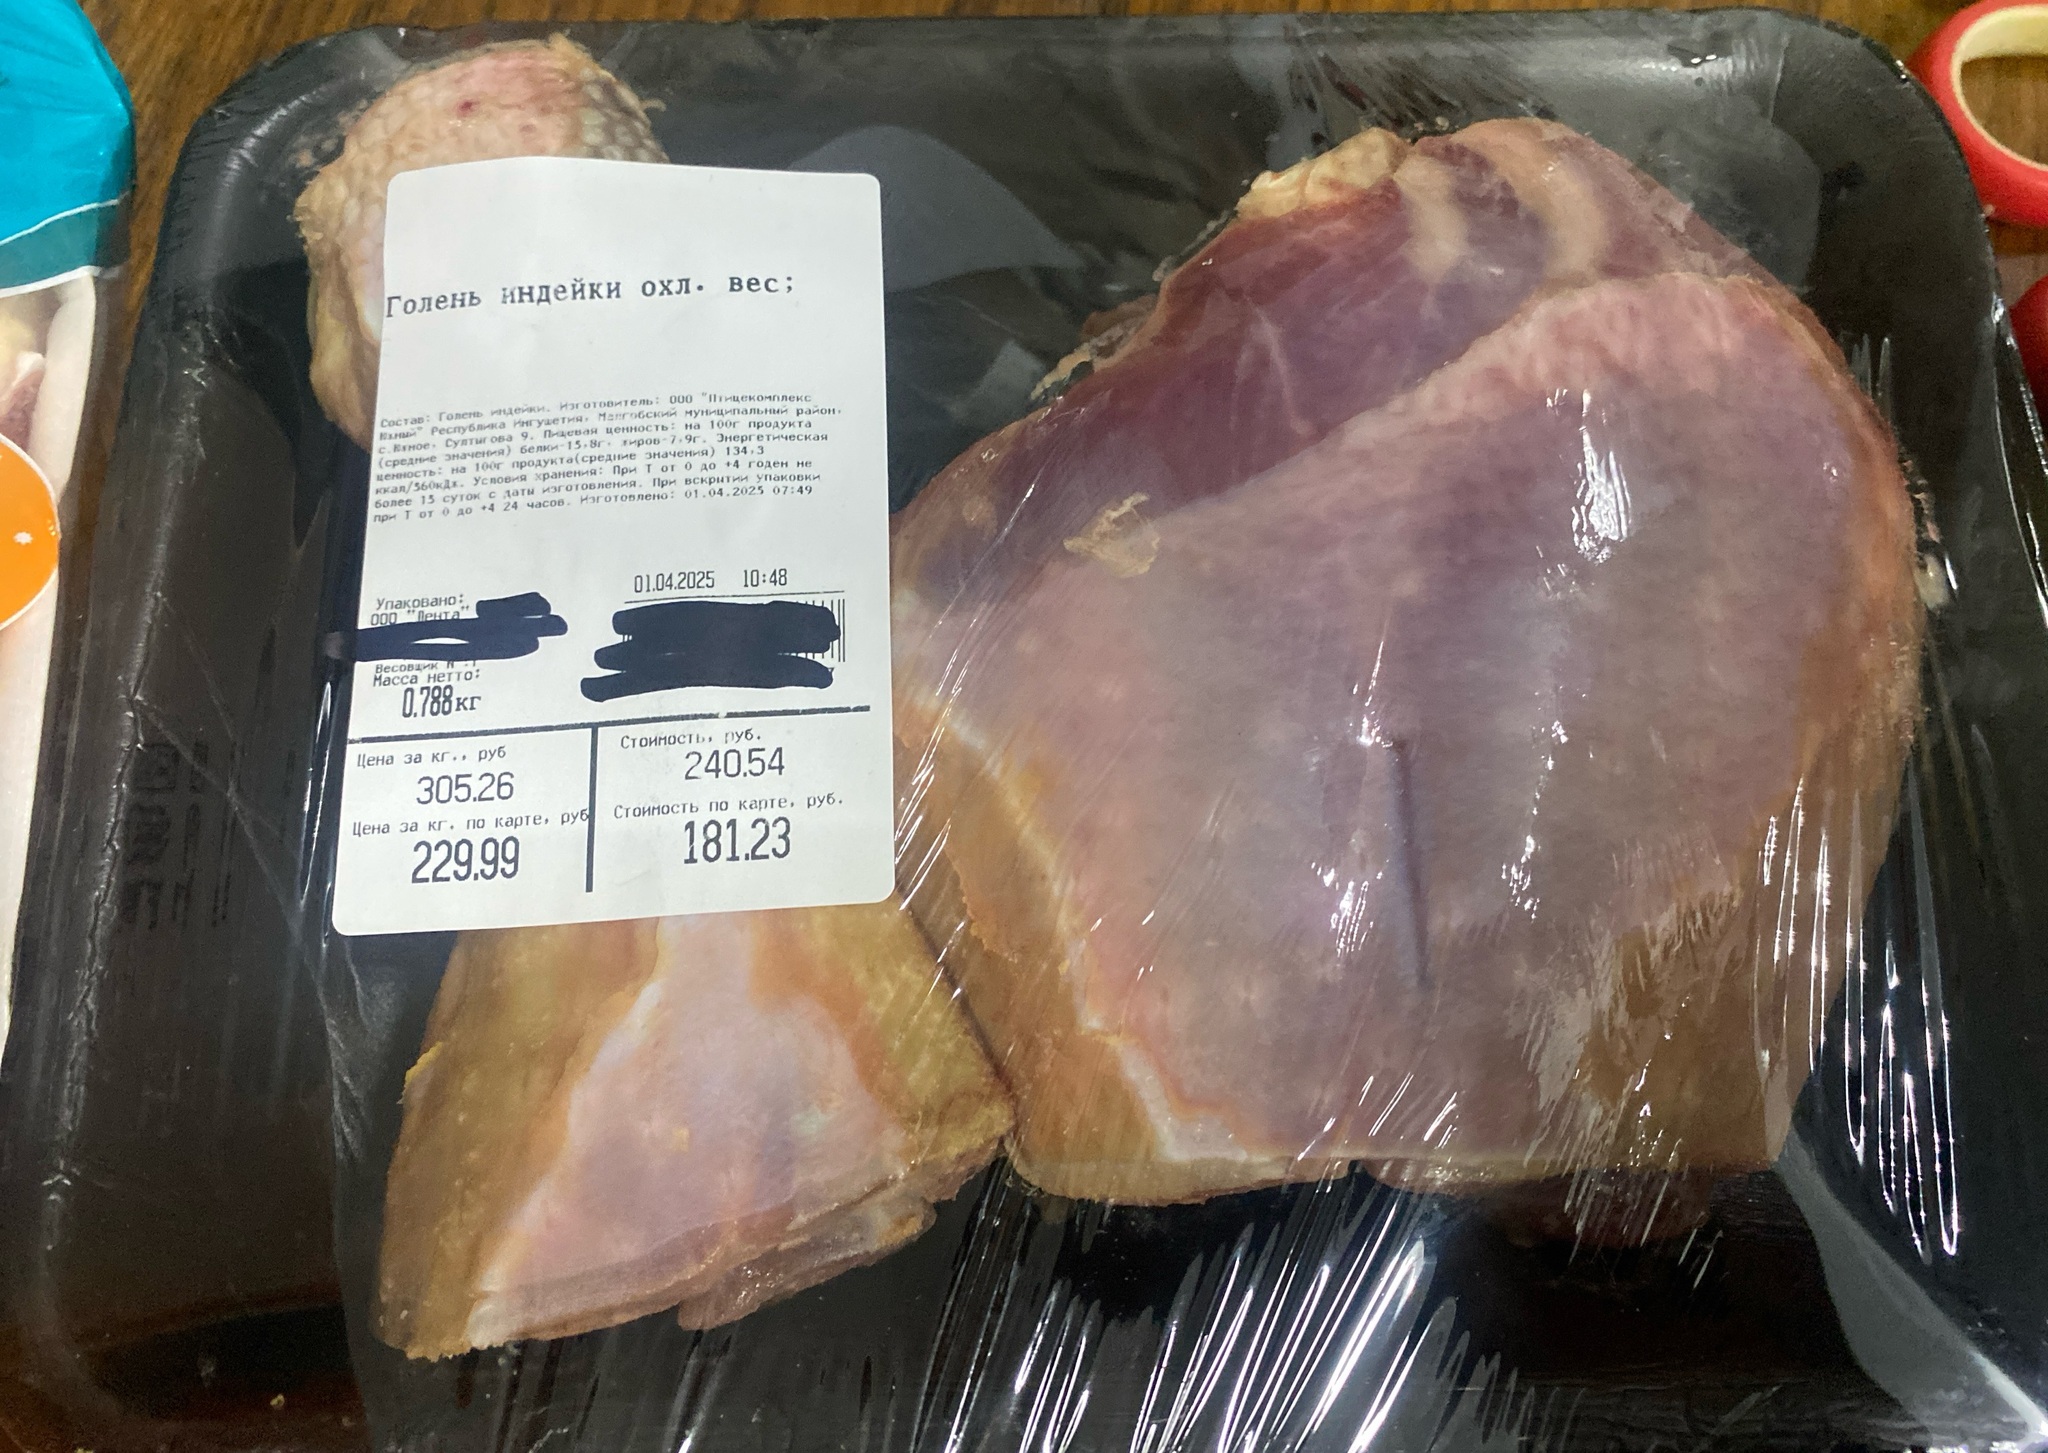 Голень индейки охл. вес;
Состав: Голень индейки. Изготовитель: ООО "Птицекомплекс
Южный" Республика Ингушетия. Малгобский муниципальный район,
с.Южное. Султыгова 9. Пищевая ценность: на 100г продукта
(средние значения) белки-15,8г. жиров-7,9г. Энергетическая
ценность: на 100г продукта(средние значения) 134,3
ккал/560кДж. Условия хранения: При Т от 0 до +4 годен не
более 15 суток с даты изготовления. При вскрытии упаковки
при Т от 0 до +4 24 часов. Изготовлено: 01.04.2025 07:49
01.04.2025 10:48
Упаковано:
ООО "Лента"
Весовщик N
Масса нетто:
0.788кг
Цена за кг., руб
305.26
Цена за кг. по карте, руб
229.99
Стоимость, руб.
240.54
Стоимость по карте, руб.
181.23